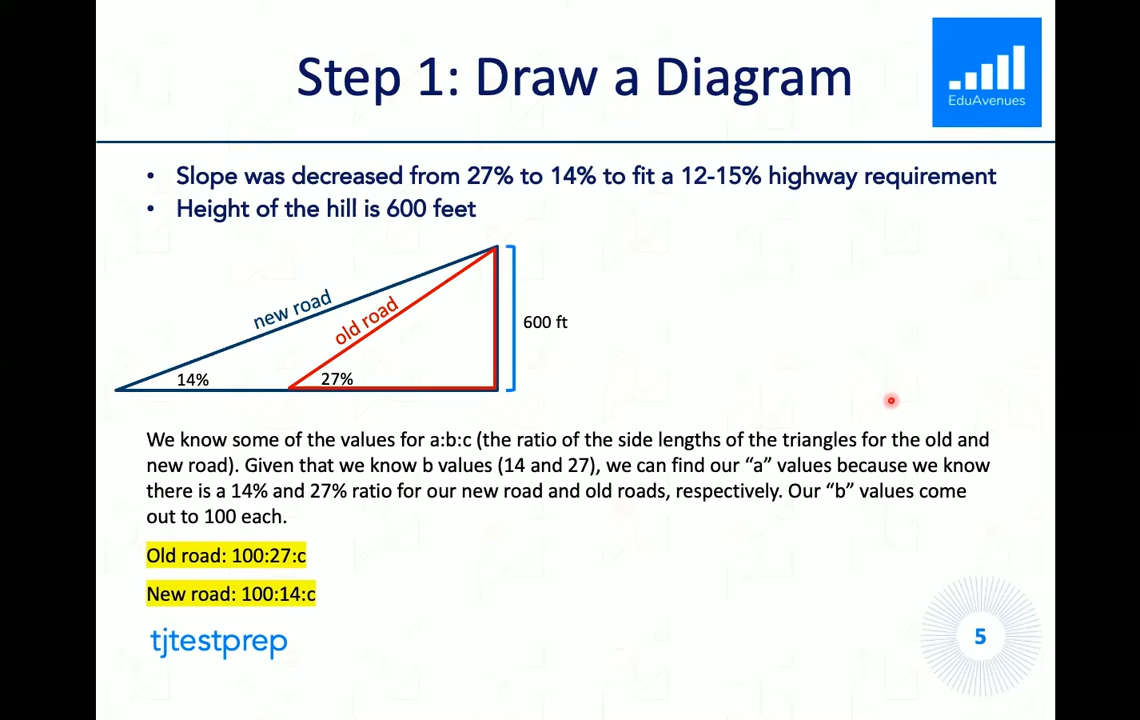 Step 1: Draw a Diagram
EduAvenues
• Slope was decreased from 27% to 14% to fit a 12-15% highway requirement
• Height of the hill is 600 feet
new road
old road
600 ft
14%
27%
We know some of the values for a:b:c (the ratio of the side lengths of the triangles for the old and
new road). Given that we know b values (14 and 27), we can find our “a” values because we know
there is a 14% and 27% ratio for our new road and old roads, respectively. Our “b” values come
out to 100 each.
Old road: 100:27:c
New road: 100:14:c
tjtestprep
5